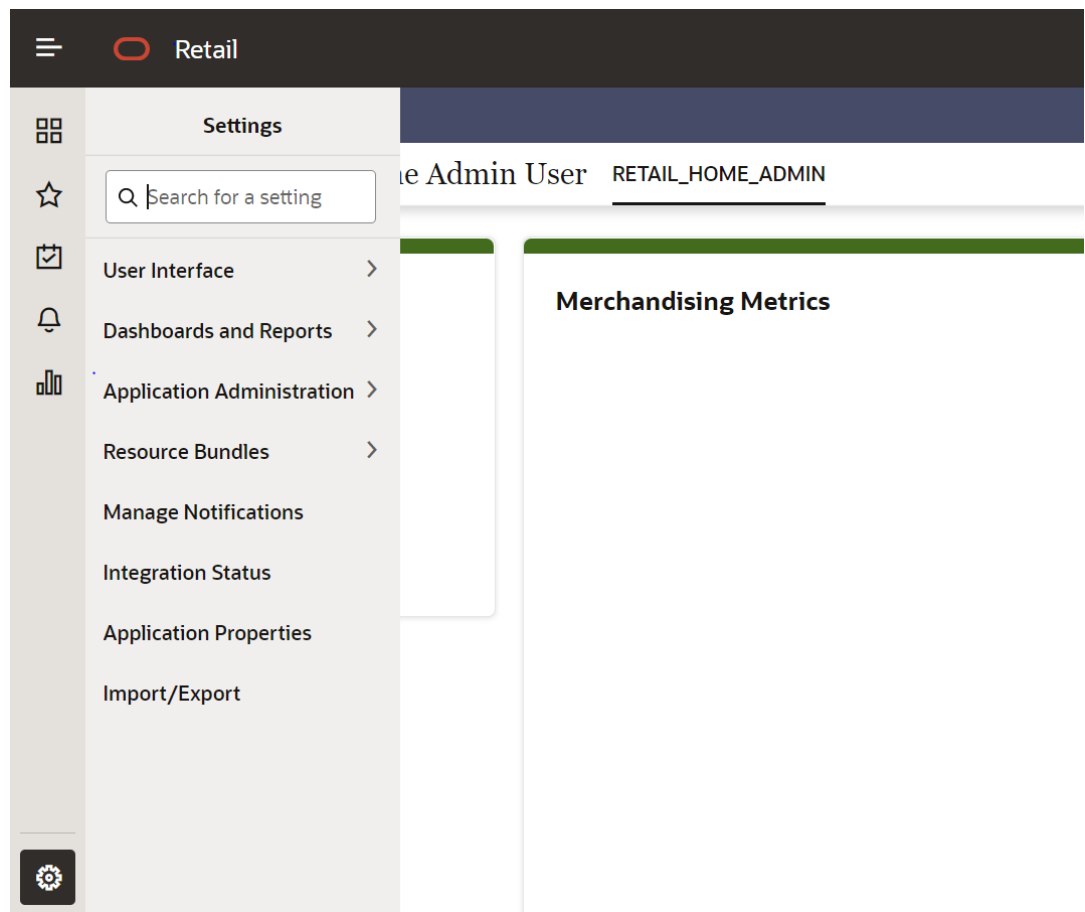 Retail
Settings
Search for a setting
User Interface
Dashboards and Reports
Application Administration
Resource Bundles
Manage Notifications
Integration Status
Application Properties
Import/Export
Admin User RETAIL_HOME_ADMIN
Merchandising Metrics